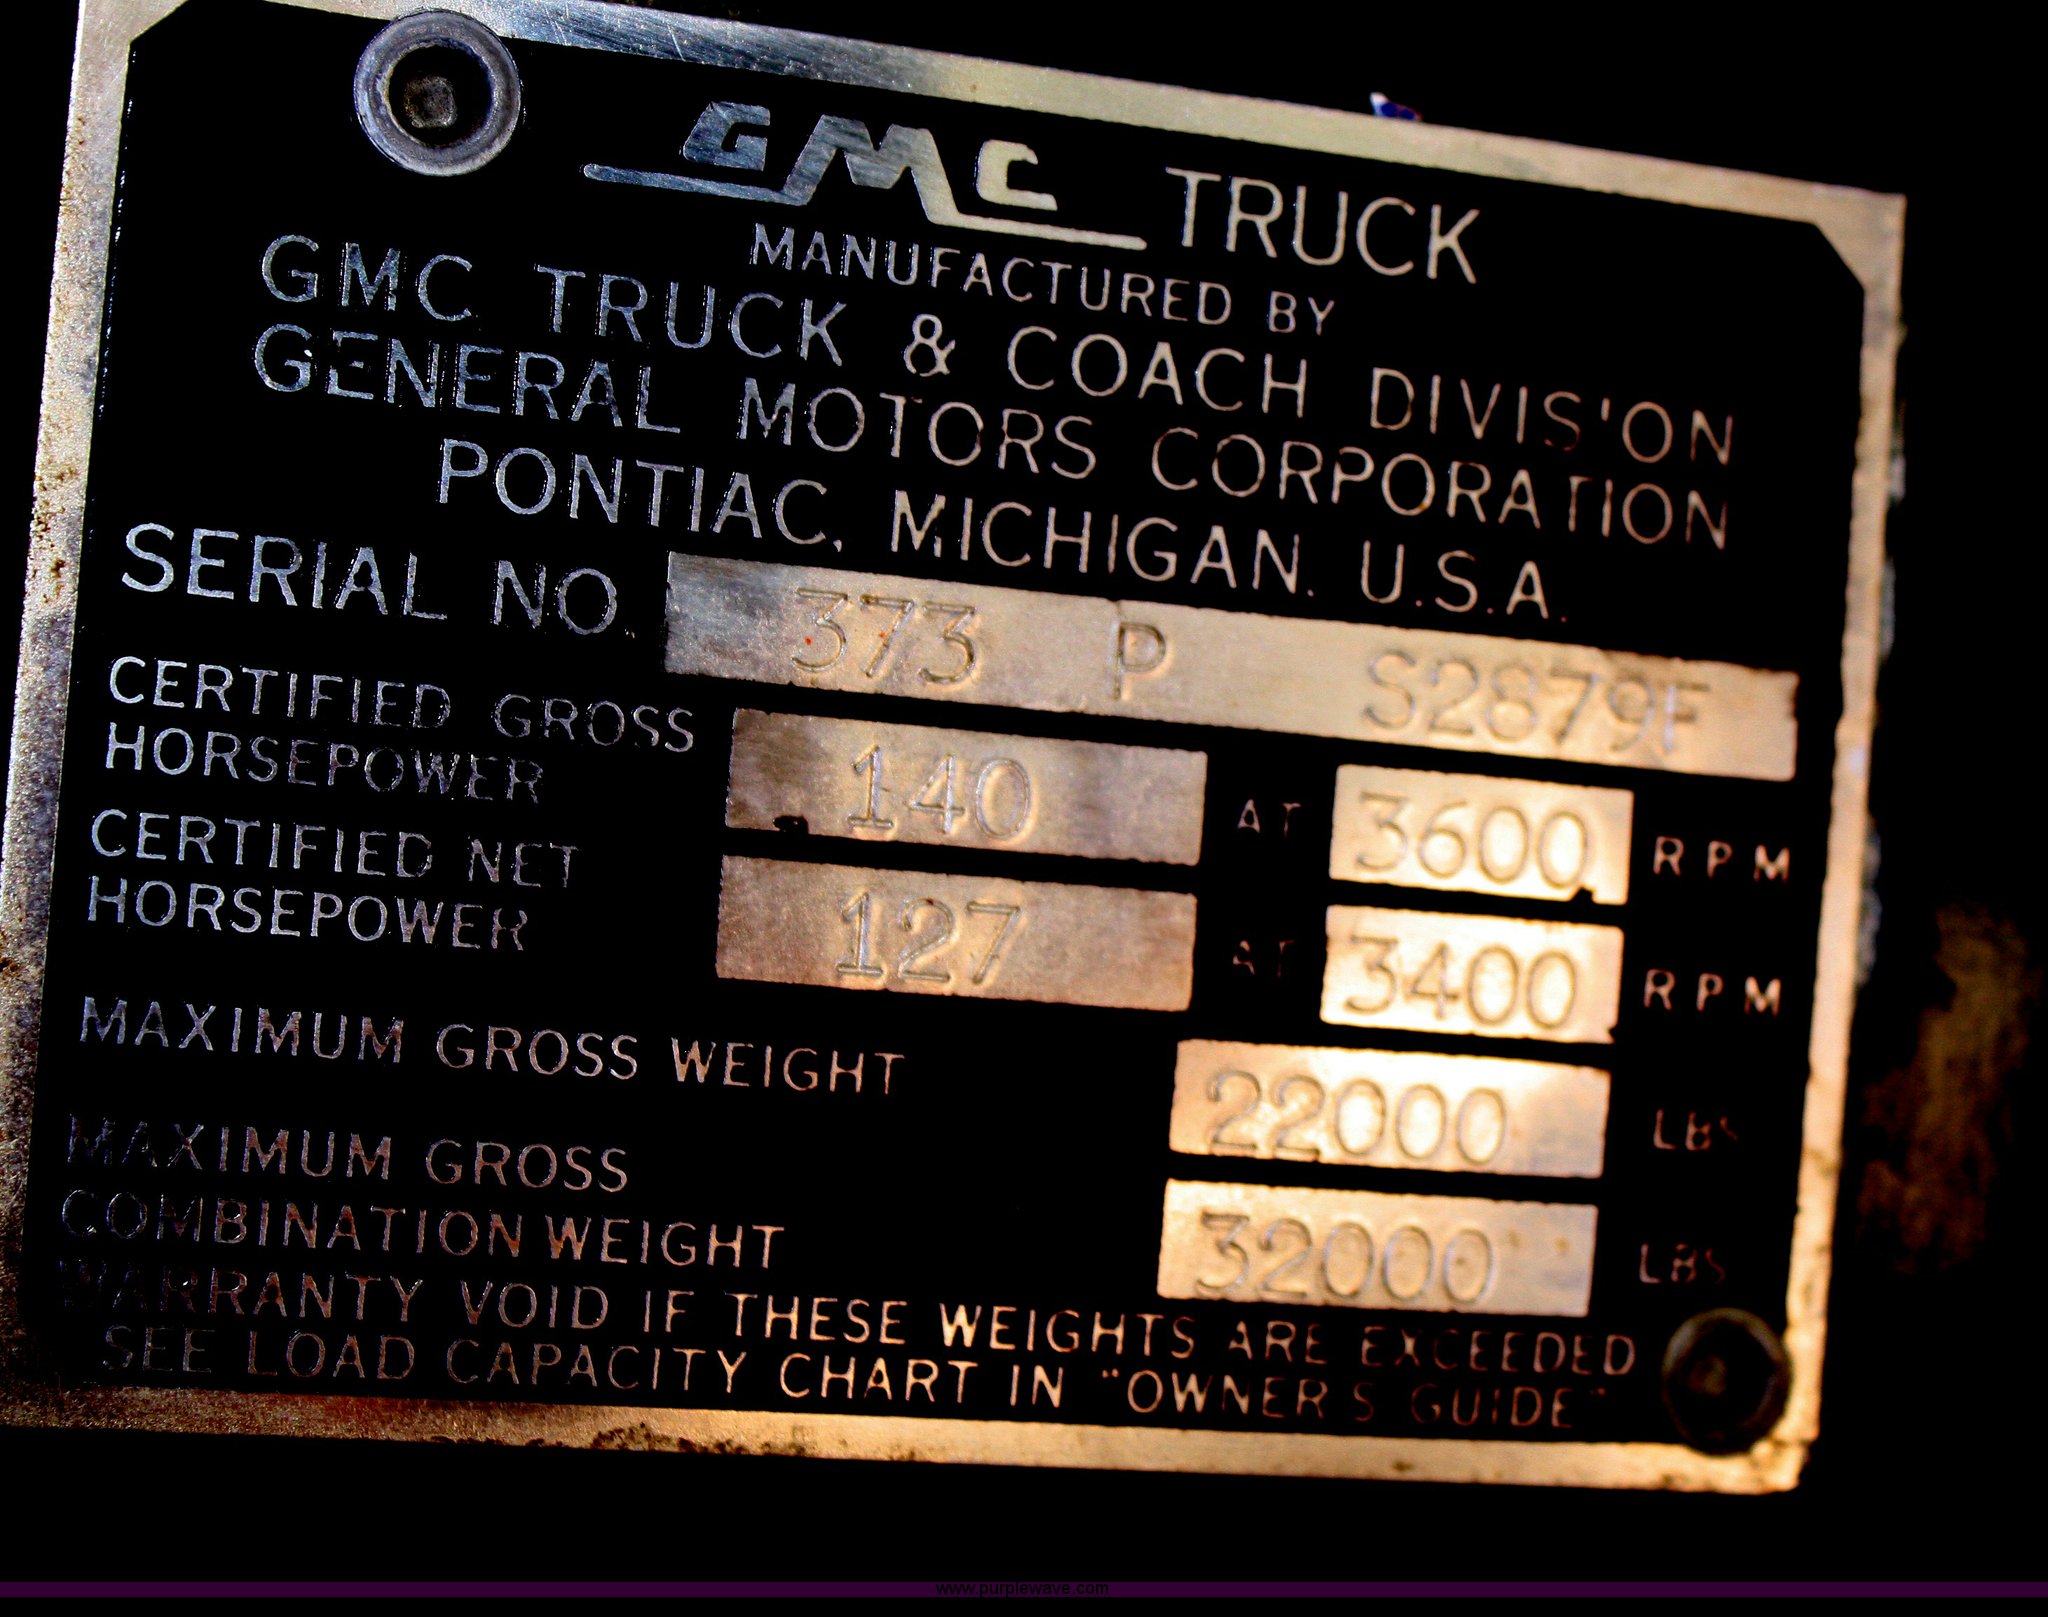 GMC TRUCK
MANUFACTURED BY
GMC TRUCK & COACH DIVISION
GENERAL MOTORS CORPORATION
PONTIAC, MICHIGAN. U.S.A.
SERIAL NO. 373 P S2879F
CERTIFIED GROSS
HORSEPOWER 140 AT 3600 RPM
CERTIFIED NET
HORSEPOWER 127 AT 3400 RPM
MAXIMUM GROSS WEIGHT 22000 LBS
MAXIMUM GROSS
COMBINATION WEIGHT 32000 LBS
WARRANTY VOID IF THESE WEIGHTS ARE EXCEEDED
SEE LOAD CAPACITY CHART IN "OWNER'S GUIDE"
www.purplewave.com